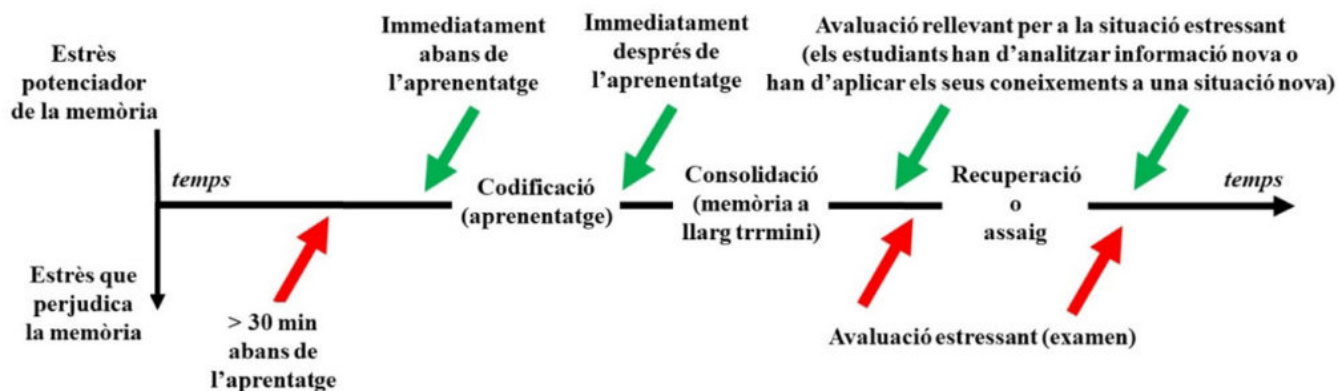 Estrès
potenciador
de la memòria
Immediatament
abans de
l’aprenentatge
Immediatament
després de
l’aprenentatge
Avaluació rellevant per a la situació estressant
(els estudiants han d’analitzar informació nova o
han d’aplicar els seus coneixements a una situació nova)
temps
Codificació
(aprenentatge)
Consolidació
(memòria a
llarg trrmini)
Recuperació
o
assaig
temps
Estrès que
perjudica
la memòria
> 30 min
abans de
l’aprentatge
Avaluació estressant (examen)